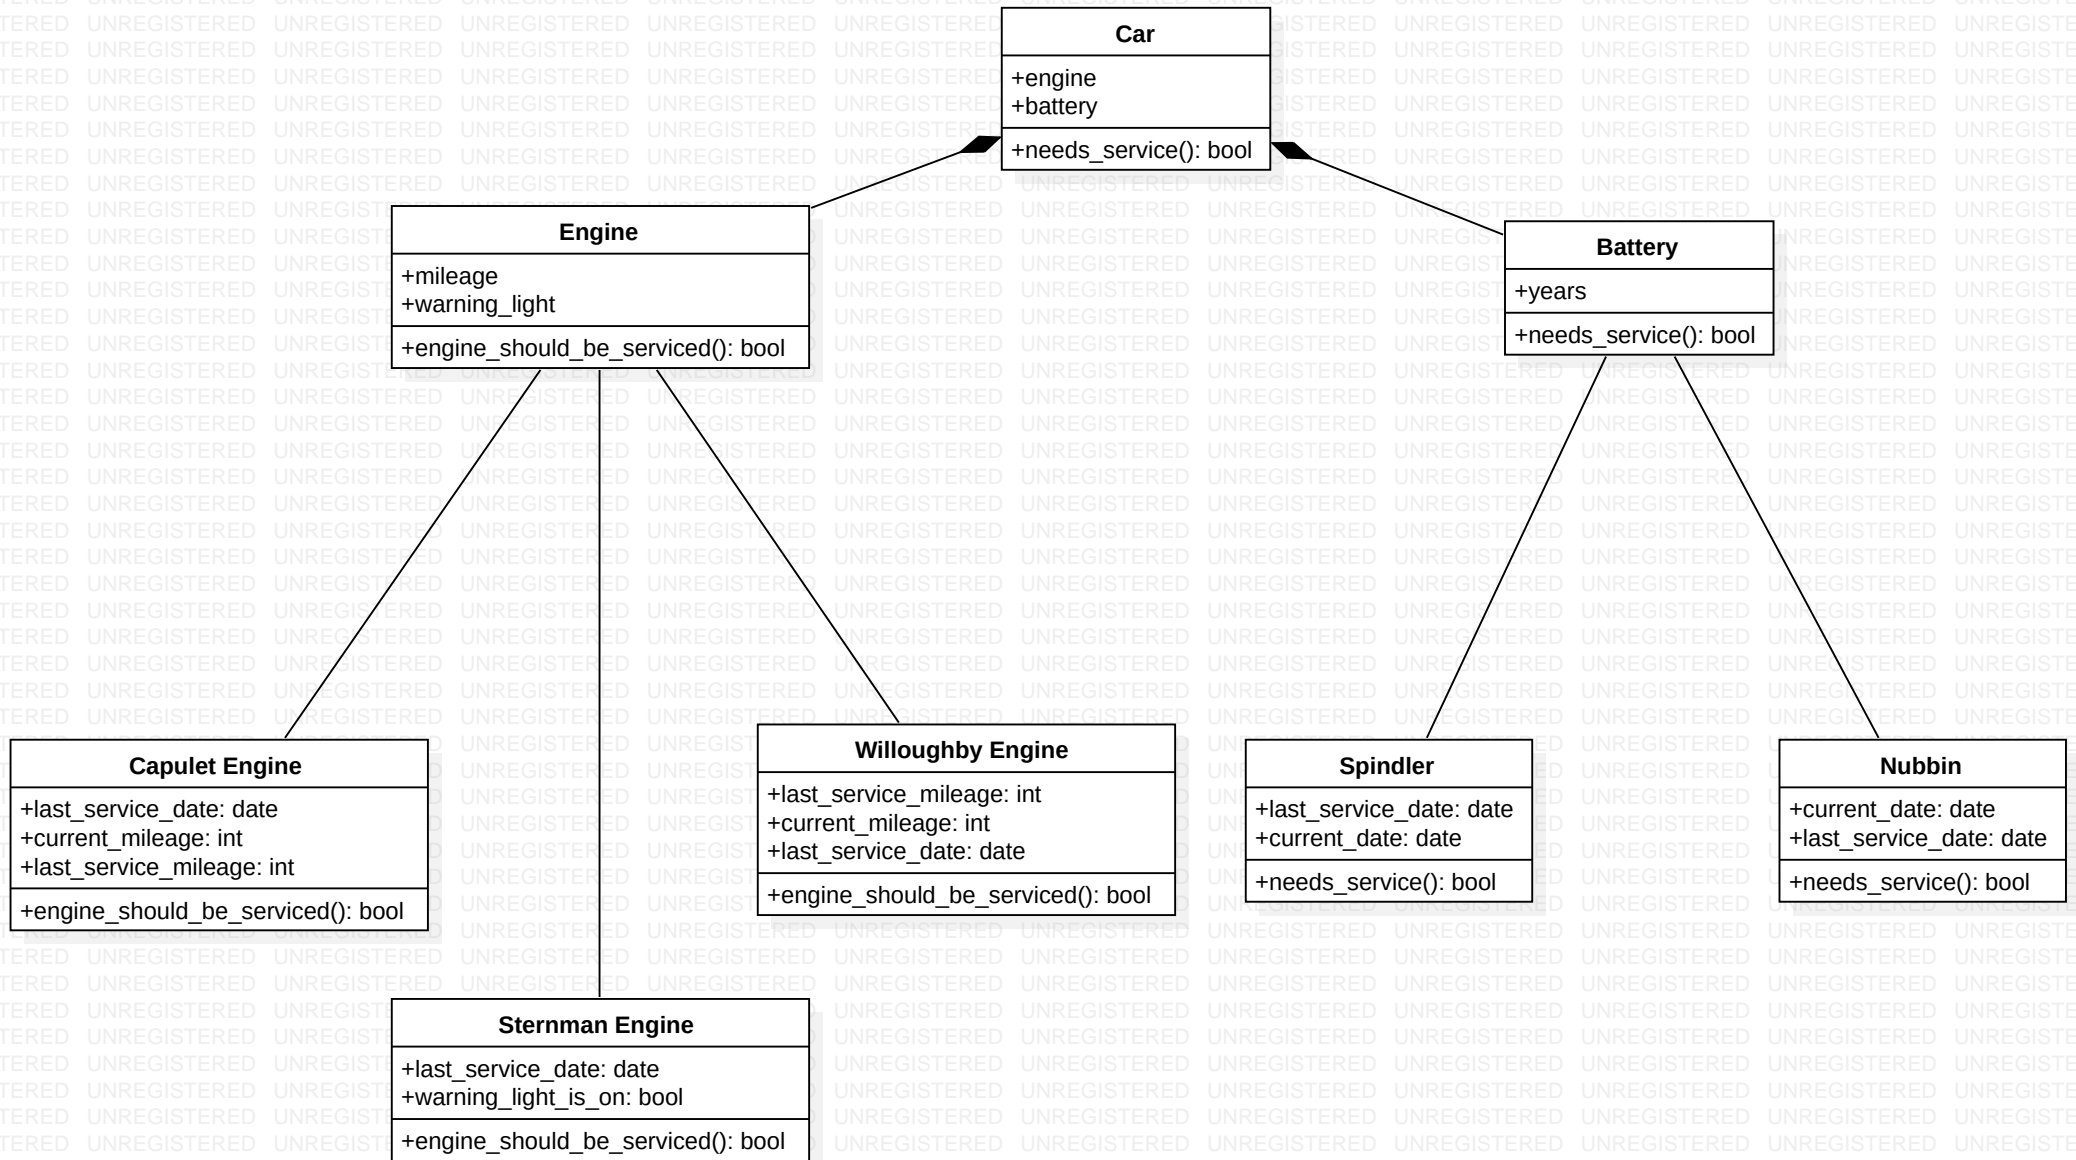 Car
+engine
+battery
+needs_service(): bool
Engine
+mileage
+warning_light
+engine_should_be_serviced(): bool
Battery
+years
+needs_service(): bool
Capulet Engine
+last_service_date: date
+current_mileage: int
+last_service_mileage: int
+engine_should_be_serviced(): bool
Willoughby Engine
+last_service_mileage: int
+current_mileage: int
+last_service_date: date
+engine_should_be_serviced(): bool
Spindler
+last_service_date: date
+current_date: date
+needs_service(): bool
Nubbin
+current_date: date
+last_service_date: date
+needs_service(): bool
Sternman Engine
+last_service_date: date
+warning_light_is_on: bool
+engine_should_be_serviced(): bool
UNREGISTERED